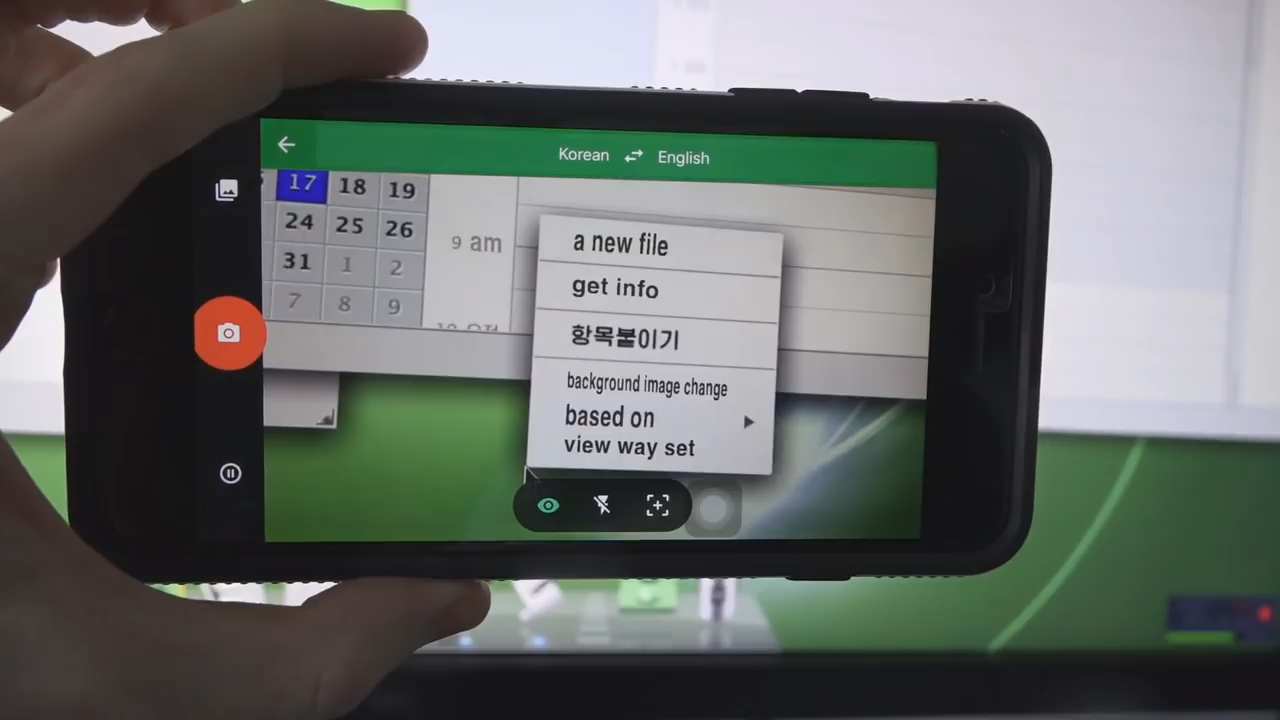 Korean English
17 18 19
24 25 26
31 1 2
7 8 9
9 am
a new file
get info
항목붙이기
background image change
based on
view way set